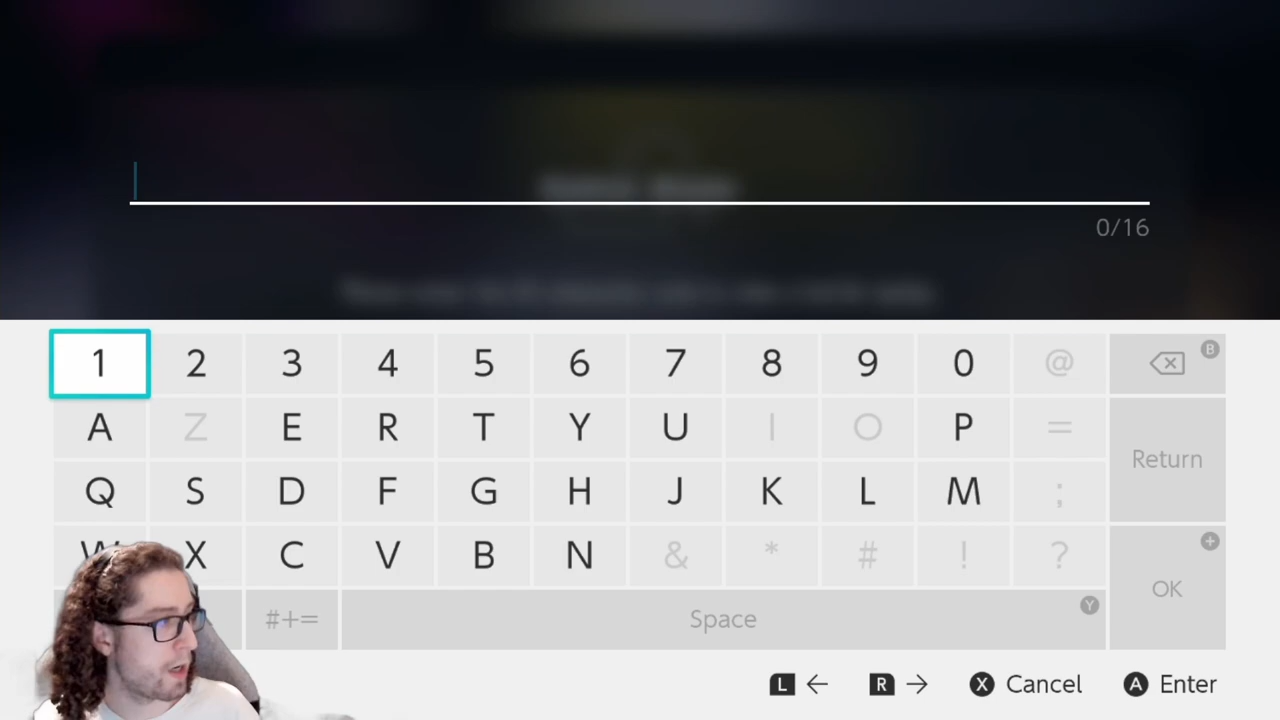 0/16
1 2 3 4 5 6 7 8 9 0 @ B
A Z E R T Y U I O P = Return
Q S D F G H J K L M ;
W X C V B N & * # ! ? + OK
#+= Space Y
L ← R → X Cancel A Enter